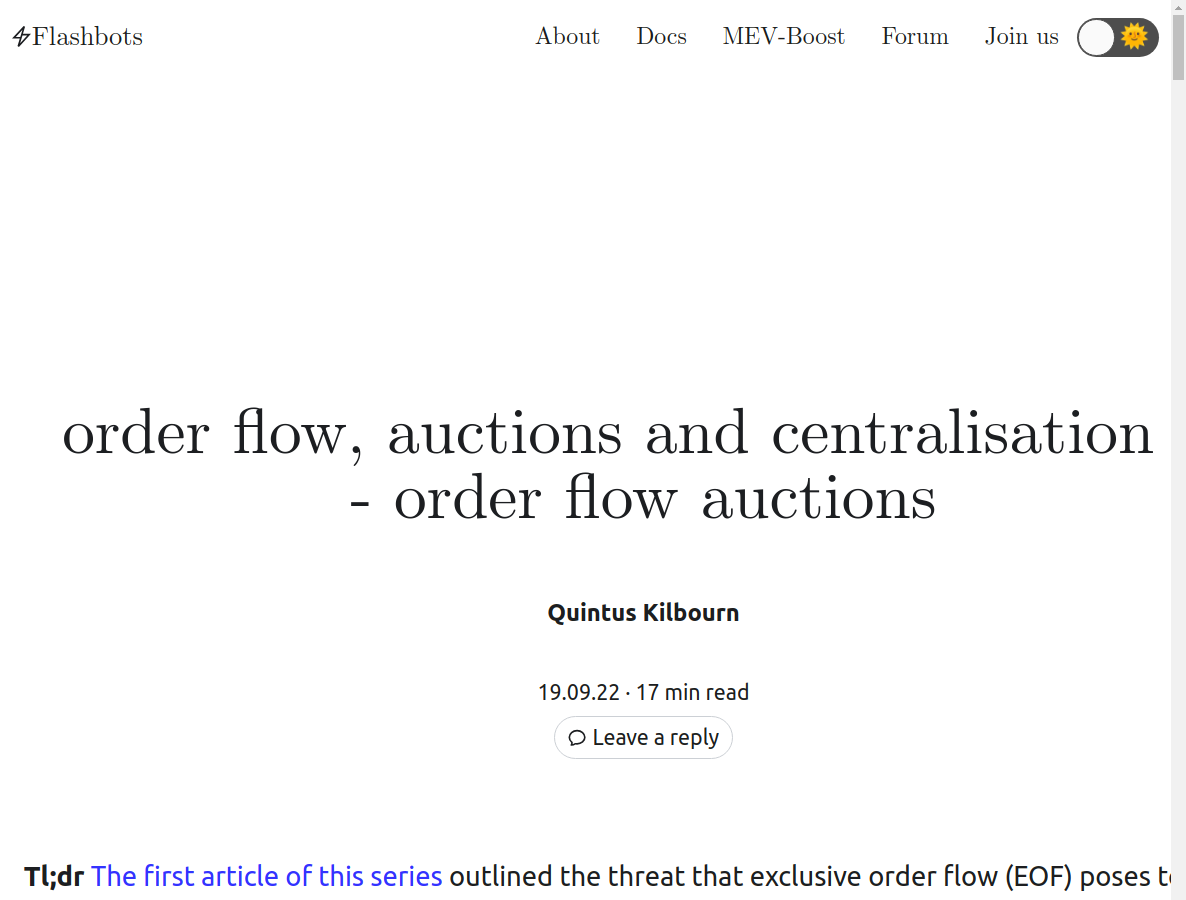 Flashbots
About Docs MEV-Boost Forum Join us
order flow, auctions and centralisation
- order flow auctions
Quintus Kilbourn
19.09.22 · 17 min read
Leave a reply
Tl;dr The first article of this series outlined the threat that exclusive order flow (EOF) poses